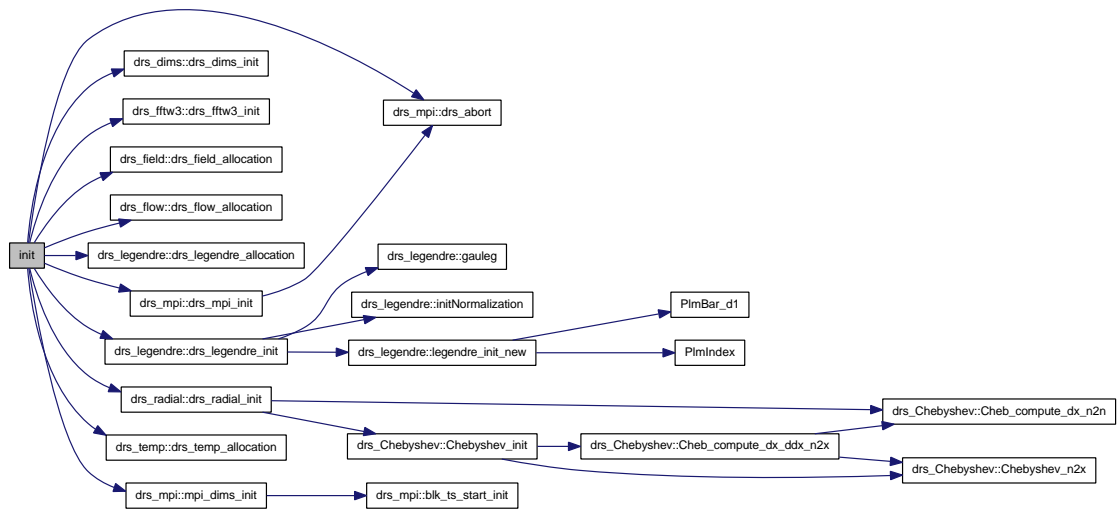 init
drs_dims::drs_dims_init
drs_fftw3::drs_fftw3_init
drs_mpi::drs_abort
drs_field::drs_field_allocation
drs_flow::drs_flow_allocation
drs_legendre::drs_legendre_allocation
drs_legendre::gauleg
drs_mpi::drs_mpi_init
drs_legendre::initNormalization
PlmBar_d1
drs_legendre::drs_legendre_init
drs_legendre::legendre_init_new
PlmIndex
drs_radial::drs_radial_init
drs_Chebyshev::Cheb_compute_dx_n2n
drs_temp::drs_temp_allocation
drs_Chebyshev::Chebyshev_init
drs_Chebyshev::Cheb_compute_dx_ddx_n2x
drs_Chebyshev::Chebyshev_n2x
drs_mpi::mpi_dims_init
drs_mpi::blk_ts_start_init